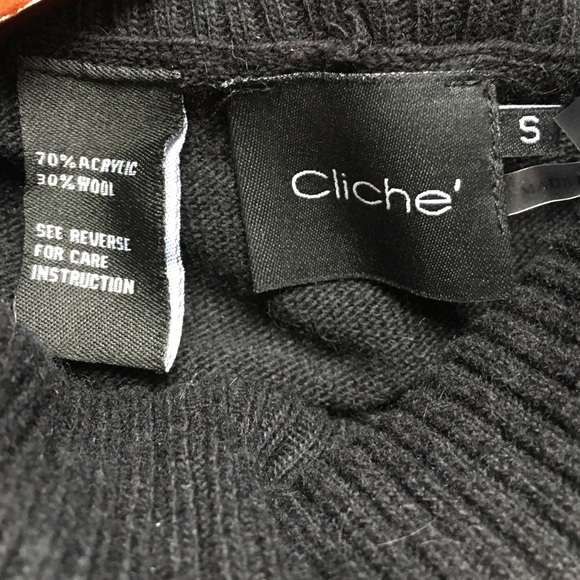 70% ACRYLIC
30% WOOL
SEE REVERSE
FOR CARE
INSTRUCTION
Cliche'
S